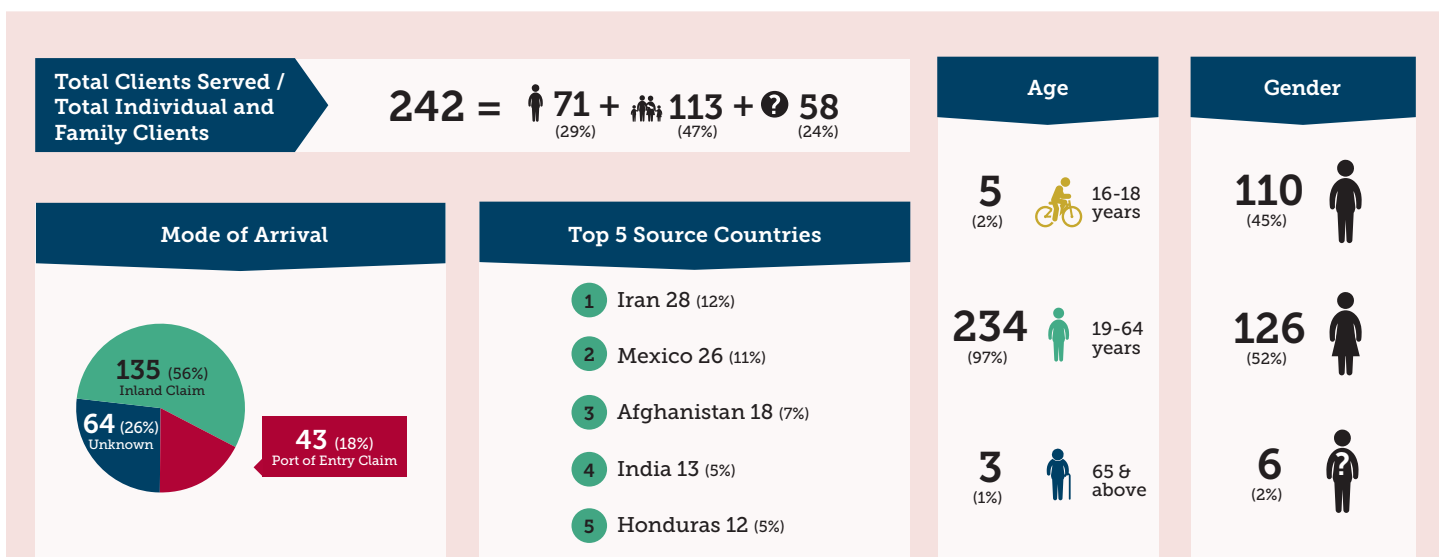 Total Clients Served /
Total Individual and
Family Clients
242 = 71 + 113 + ? 58
(29%) (47%) (24%)
Mode of Arrival
135 (56%)
Inland Claim
64 (26%)
Unknown
43 (18%)
Port of Entry Claim
Top 5 Source Countries
1 Iran 28 (12%)
2 Mexico 26 (11%)
3 Afghanistan 18 (7%)
4 India 13 (5%)
5 Honduras 12 (5%)
Age
5
(2%)
16-18
years
234
(97%)
19-64
years
3
(1%)
65 &
above
Gender
110
(45%)
126
(52%)
6
(2%)
?